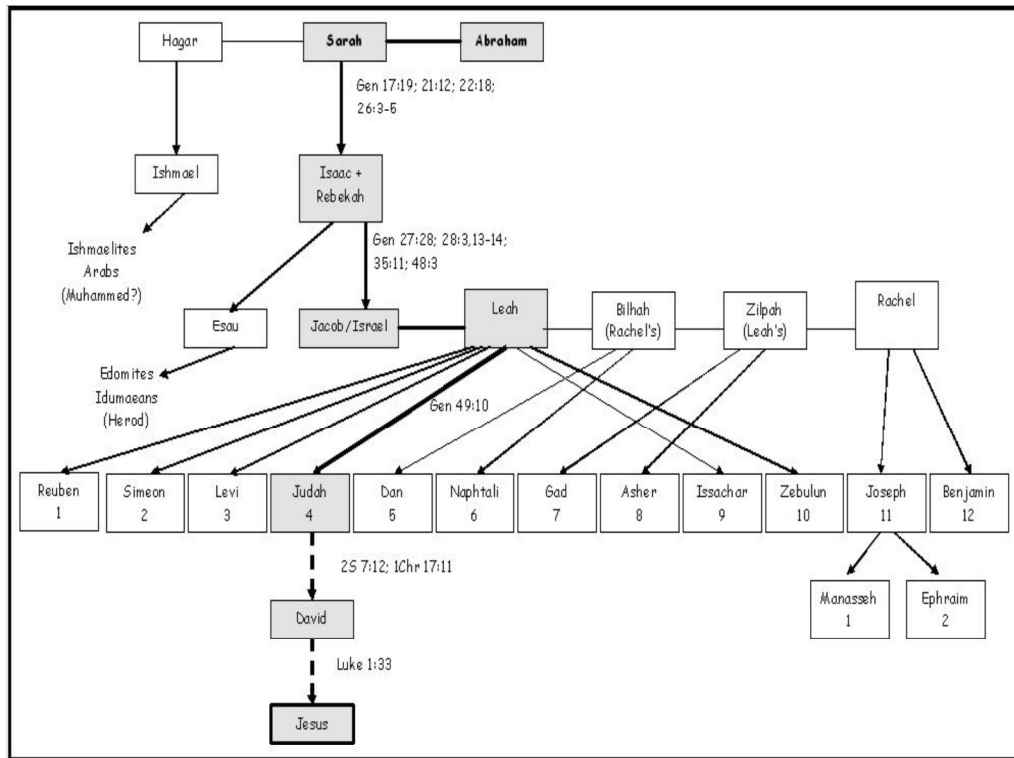 Hagar
Sarah
Abraham
Gen 17:19; 21:12; 22:18;
26:3-5
Ishmael
Isaac +
Rebekah
Ishmaelites
Arabs
(Muhammed?)
Gen 27:28; 28:3,13-14;
35:11; 48:3
Esau
Jacob/Israel
Leah
Bilhah
(Rachel's)
Zilpah
(Leah's)
Rachel
Edomites
Idumaeans
(Herod)
Gen 49:10
Reuben
1
Simeon
2
Levi
3
Judah
4
Dan
5
Naphtali
6
Gad
7
Asher
8
Issachar
9
Zebulun
10
Joseph
11
Benjamin
12
2S 7:12; 1Chr 17:11
Manasseh
1
Ephraim
2
David
Luke 1:33
Jesus